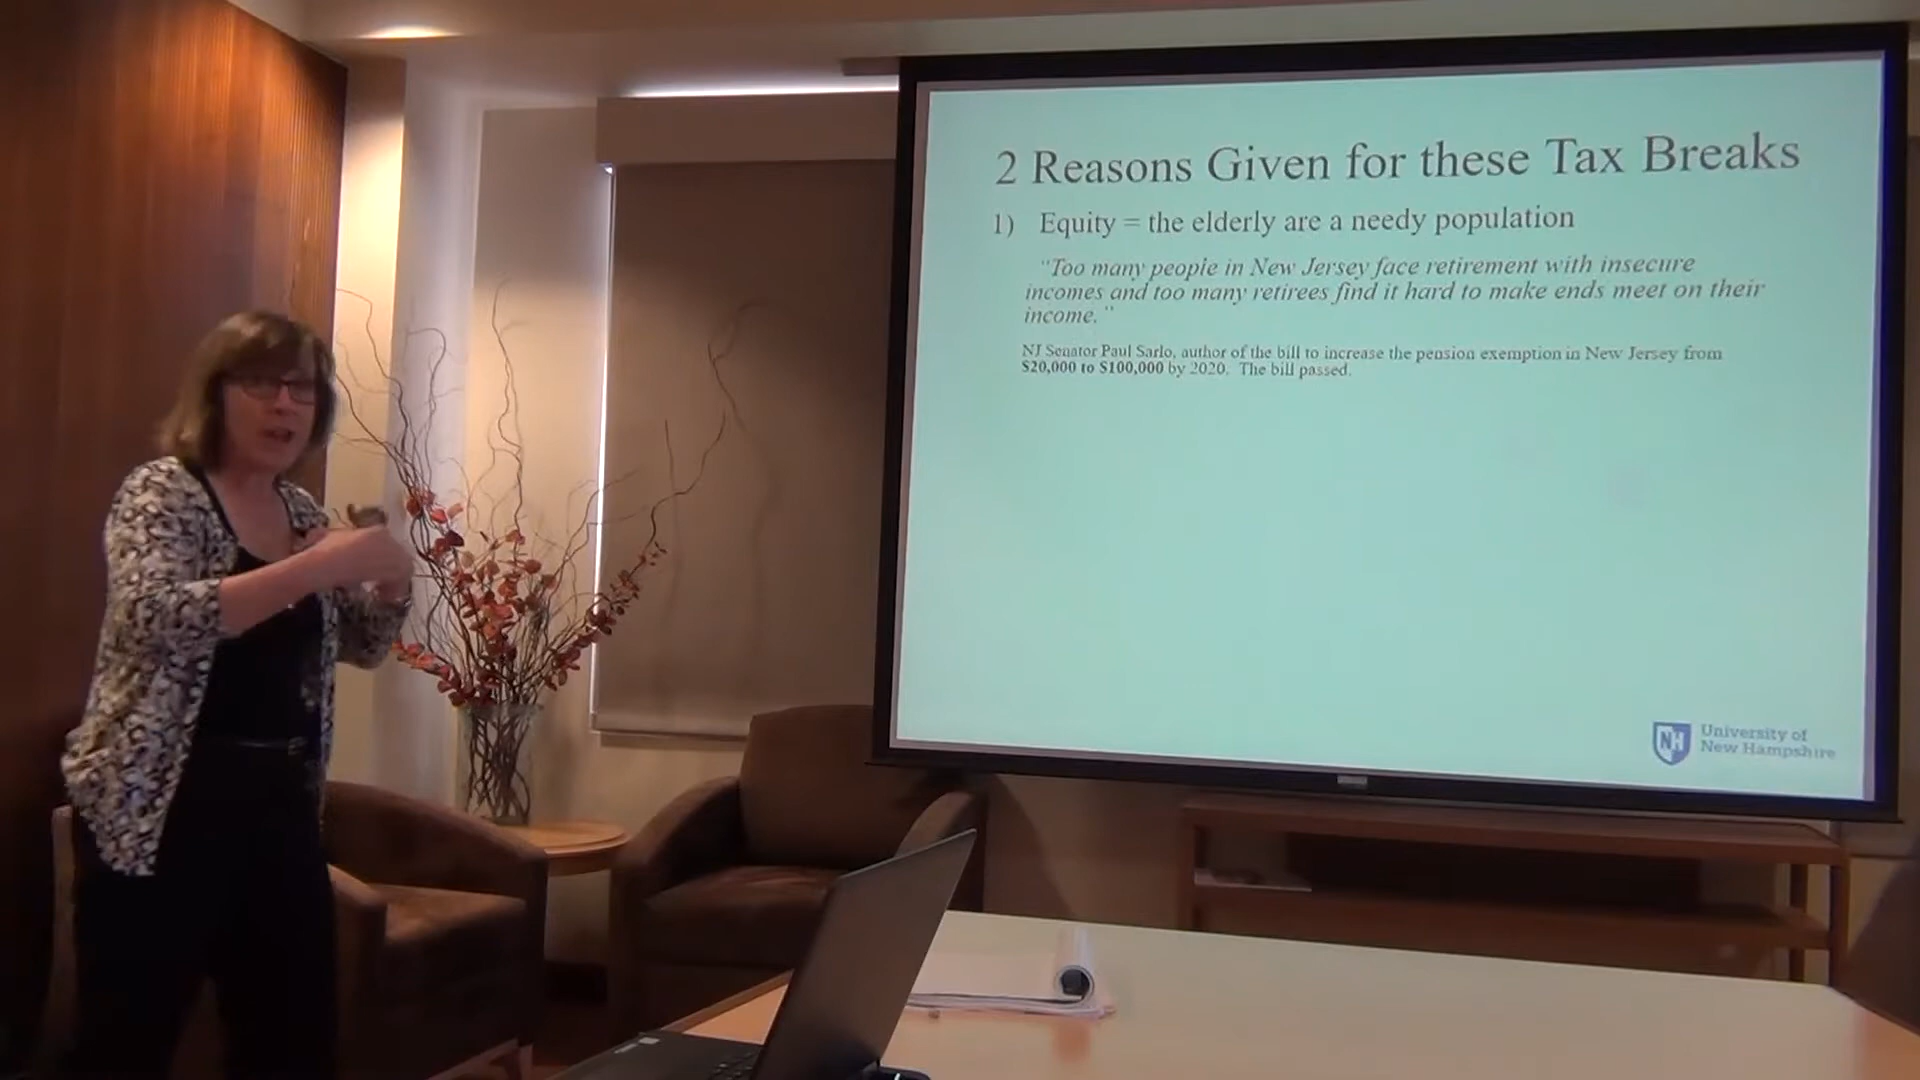 2 Reasons Given for these Tax Breaks
1) Equity = the elderly are a needy population
"Too many people in New Jersey face retirement with insecure
incomes and too many retirees find it hard to make ends meet on their
income."
NJ Senator Paul Sarlo, author of the bill to increase the pension exemption in New Jersey from
$20,000 to $100,000 by 2020. The bill passed.
NH
University of
New Hampshire